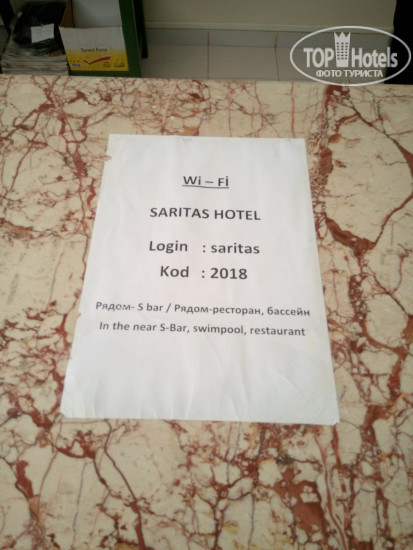 TOP Hotels
ФОТО ТУРИСТА
Wi – Fİ
SARITAS HOTEL
Login : saritas
Kod : 2018
Рядом- S bar / Рядом-ресторан, бассейн
In the near S-Bar, swimpool, restaurant